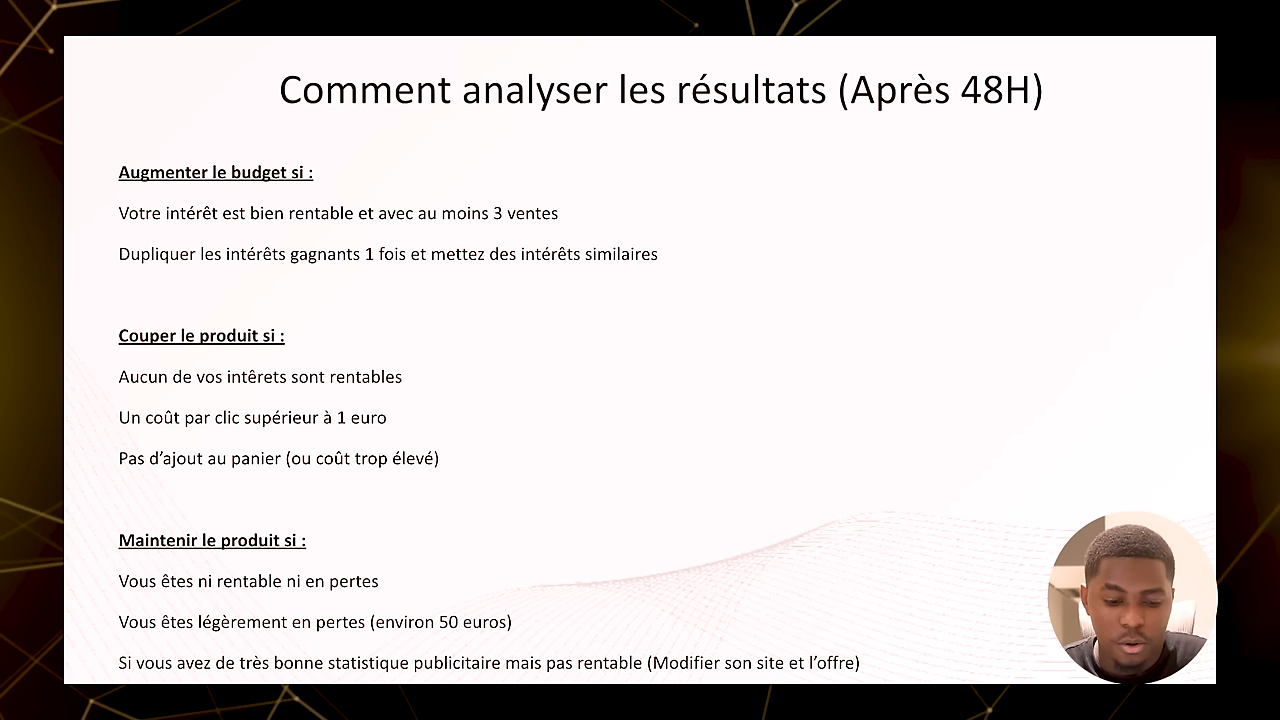 Comment analyser les résultats (Après 48H)
Augmenter le budget si :
Votre intérêt est bien rentable et avec au moins 3 ventes
Dupliquer les intérêts gagnants 1 fois et mettez des intérêts similaires
Couper le produit si :
Aucun de vos intêrets sont rentables
Un coût par clic supérieur à 1 euro
Pas d’ajout au panier (ou coût trop élevé)
Maintenir le produit si :
Vous êtes ni rentable ni en pertes
Vous êtes légèrement en pertes (environ 50 euros)
Si vous avez de très bonne statistique publicitaire mais pas rentable (Modifier son site et l’offre)